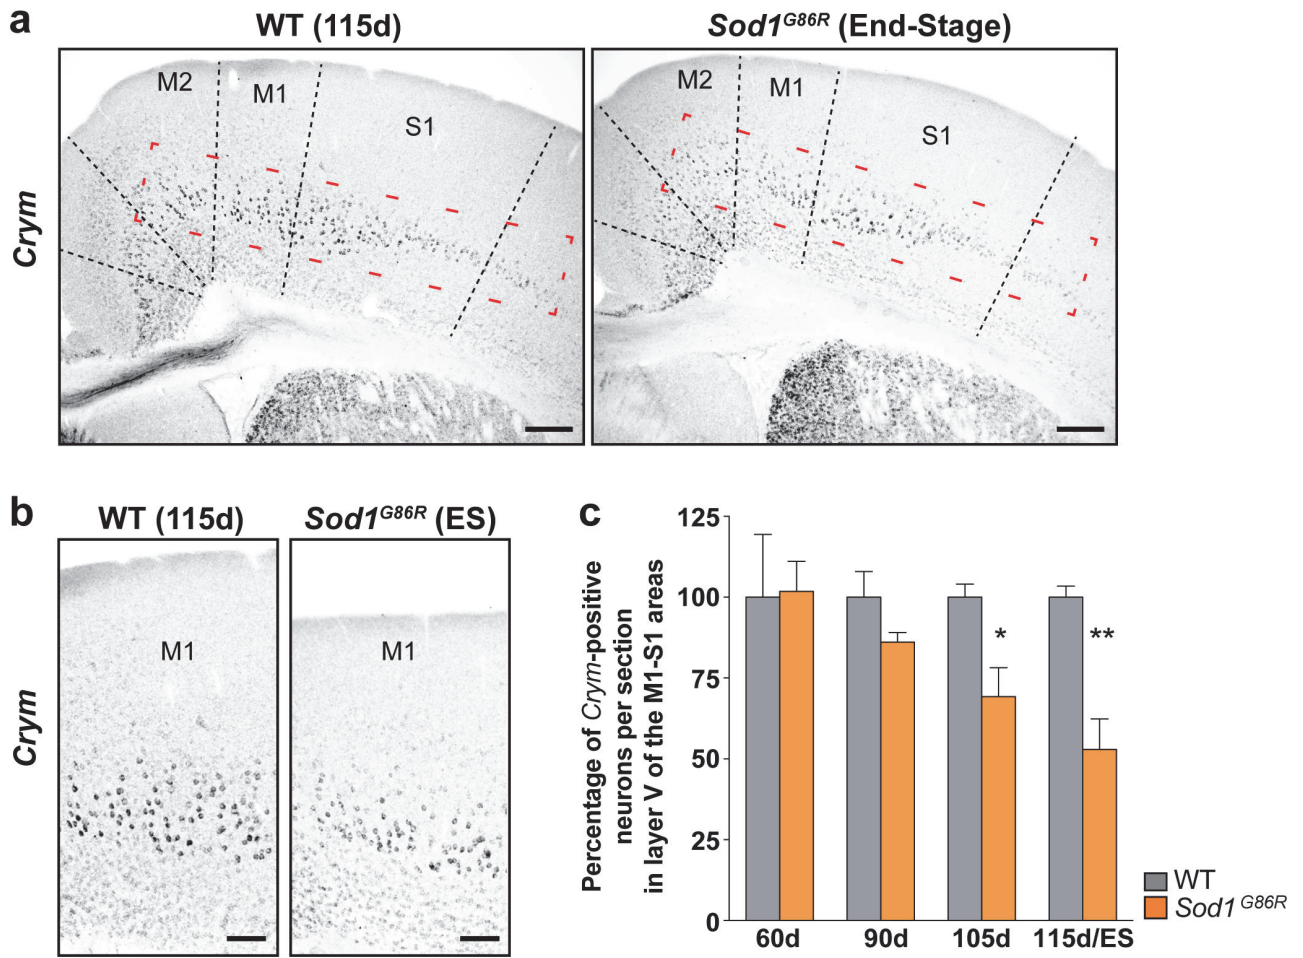 a
WT (115d)
Sod1G86R (End-Stage)
M2
M1
S1
M2
M1
S1
Crym
b
WT (115d)
Sod1G86R (ES)
M1
M1
Crym
c
Percentage of Crym-positive
neurons per section
in layer V of the M1-S1 areas
125
100
75
50
25
0
*
**
60d
90d
105d
115d/ES
WT
Sod1 G86R